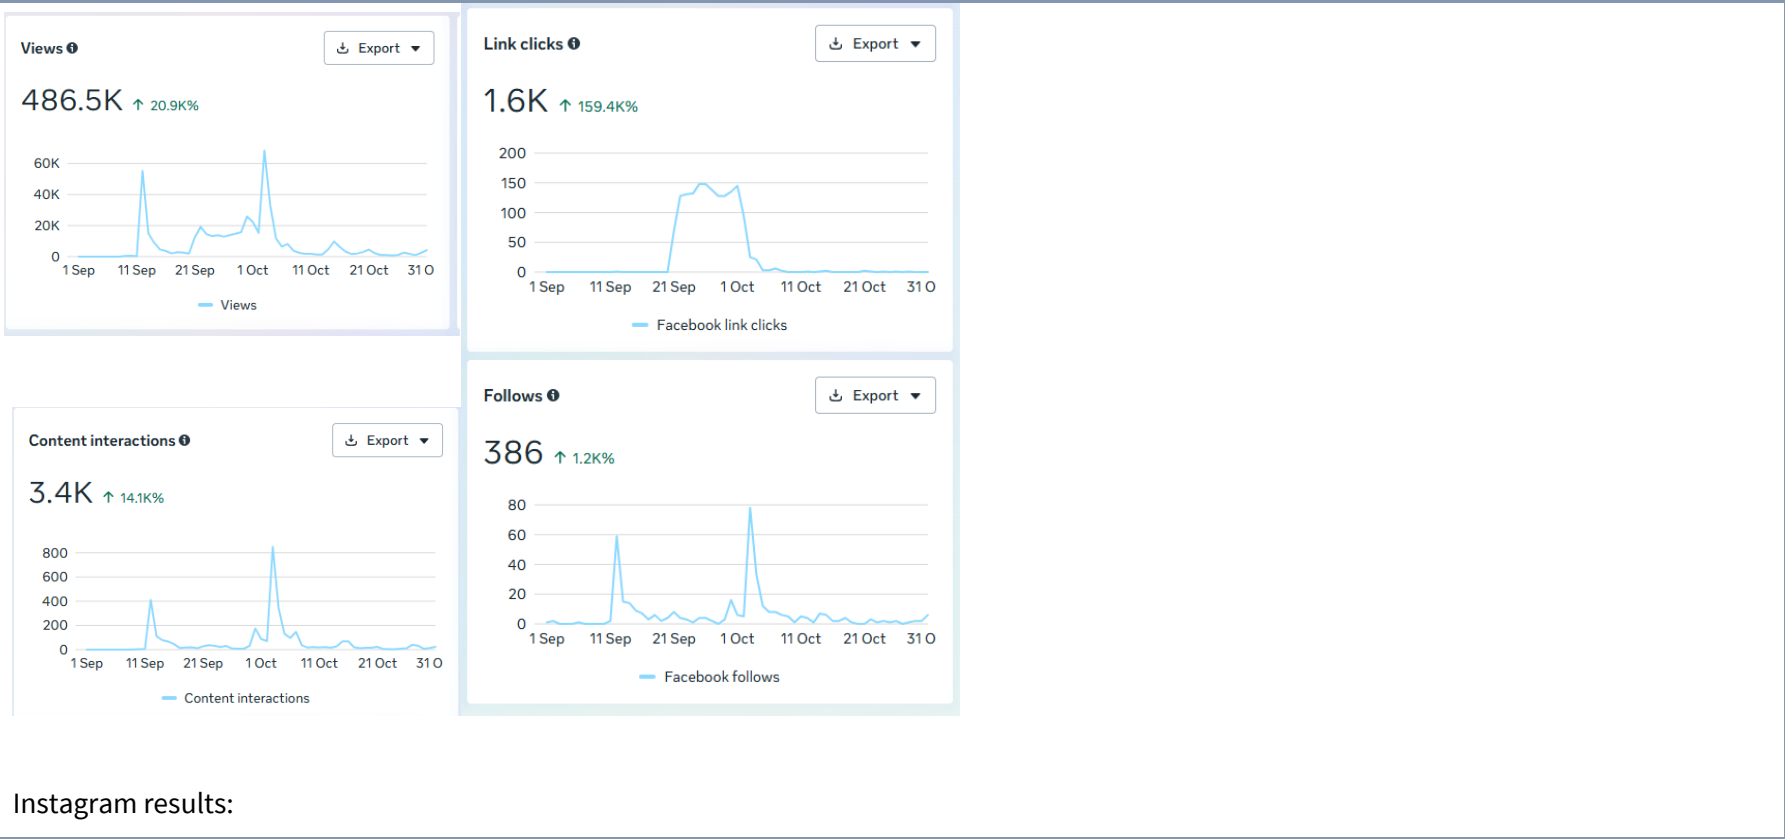 Views
Export
486.5K ↑ 20.9K%
60K
40K
20K
0
1 Sep 11 Sep 21 Sep 1 Oct 11 Oct 21 Oct 31 O
Views
Link clicks
Export
1.6K ↑ 159.4K%
200
150
100
50
0
1 Sep 11 Sep 21 Sep 1 Oct 11 Oct 21 Oct 31 O
Facebook link clicks
Content interactions
Export
3.4K ↑ 14.1K%
800
600
400
200
0
1 Sep 11 Sep 21 Sep 1 Oct 11 Oct 21 Oct 31 O
Content interactions
Follows
Export
386 ↑ 1.2K%
80
60
40
20
0
1 Sep 11 Sep 21 Sep 1 Oct 11 Oct 21 Oct 31 O
Facebook follows
Instagram results: